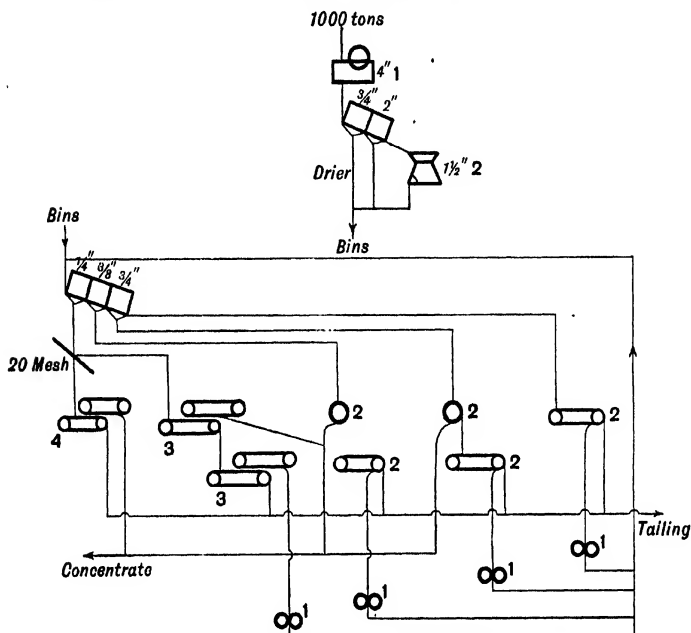 1000 tons
4" 1
3/4" 2"
1½" 2
Drier
Bins
Bins
1/4" 3/8" 3/4"
20 Mesh
2
2
2
4
3
2
2
3
Tailing
1
Concentrate
1
1
1